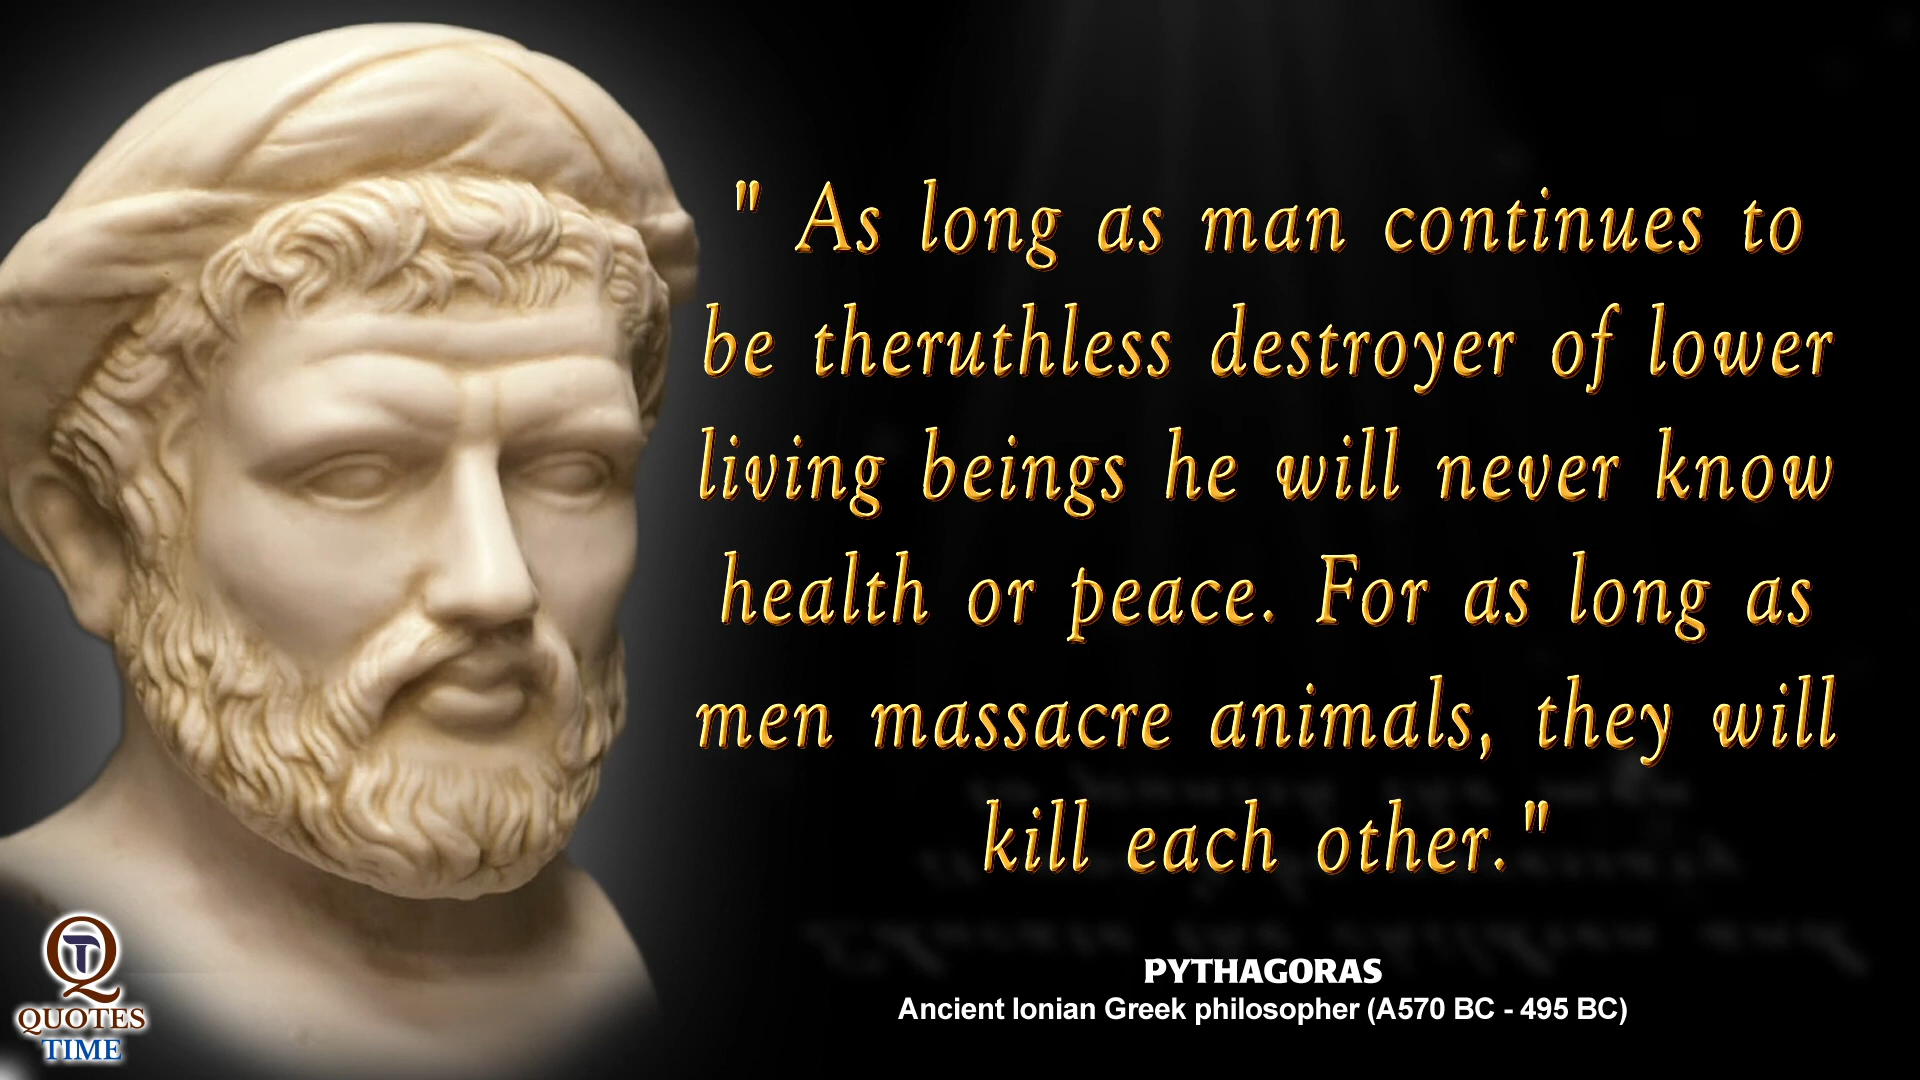 " As long as man continues to
be theruthless destroyer of lower
living beings he will never know
health or peace. For as long as
men massacre animals, they will
kill each other."
PYTHAGORAS
Ancient Ionian Greek philosopher (A570 BC - 495 BC)
QT
QUOTES
TIME